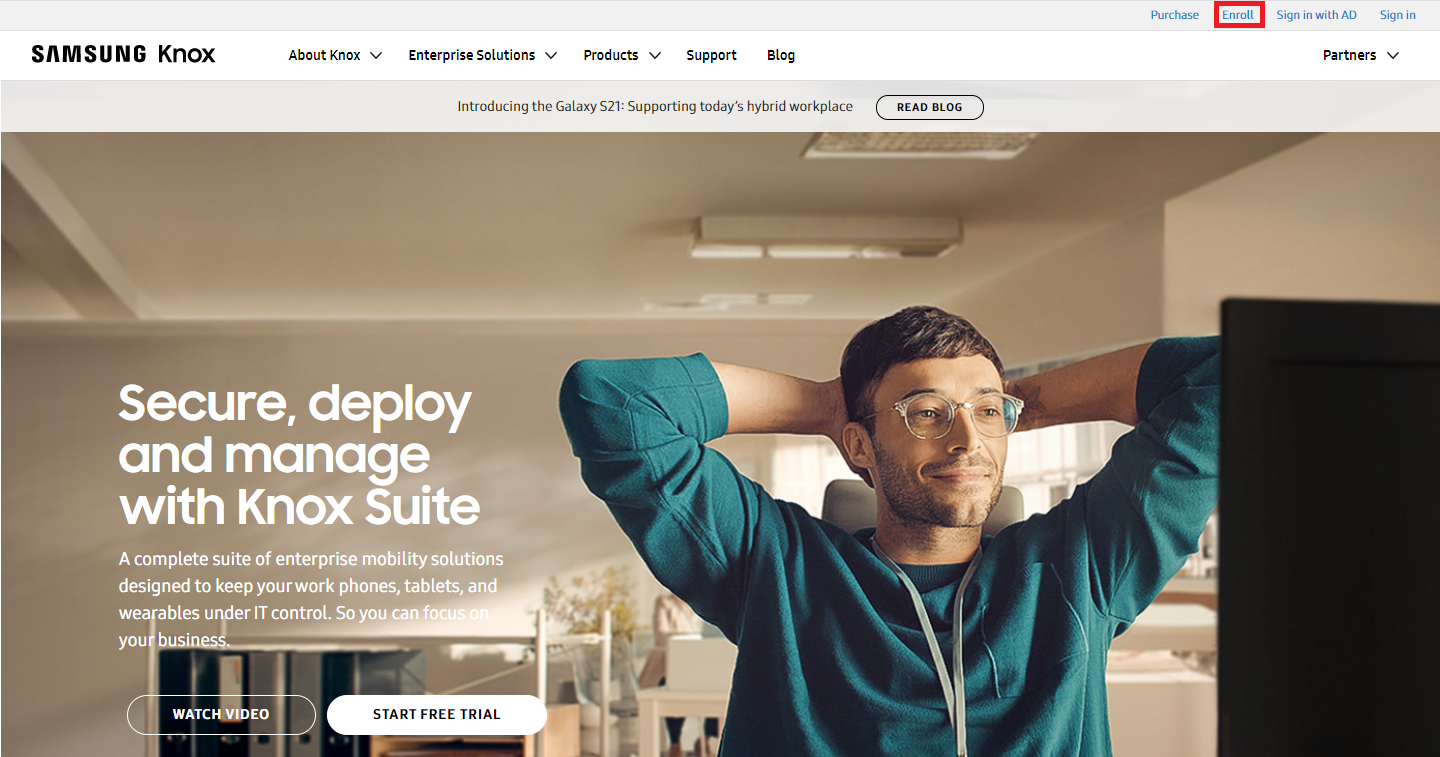 Purchase Enroll Sign in with AD Sign in
SAMSUNG Knox About Knox Enterprise Solutions Products Support Blog Partners
Introducing the Galaxy S21: Supporting today's hybrid workplace READ BLOG
Secure, deploy
and manage
with Knox Suite
A complete suite of enterprise mobility solutions
designed to keep your work phones, tablets, and
wearables under IT control. So you can focus on
your business.
WATCH VIDEO START FREE TRIAL